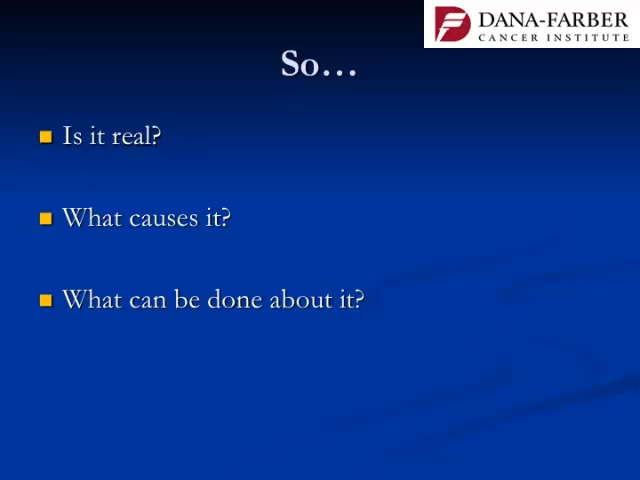 DANA-FARBER
CANCER INSTITUTE
So…
Is it real?
What causes it?
What can be done about it?